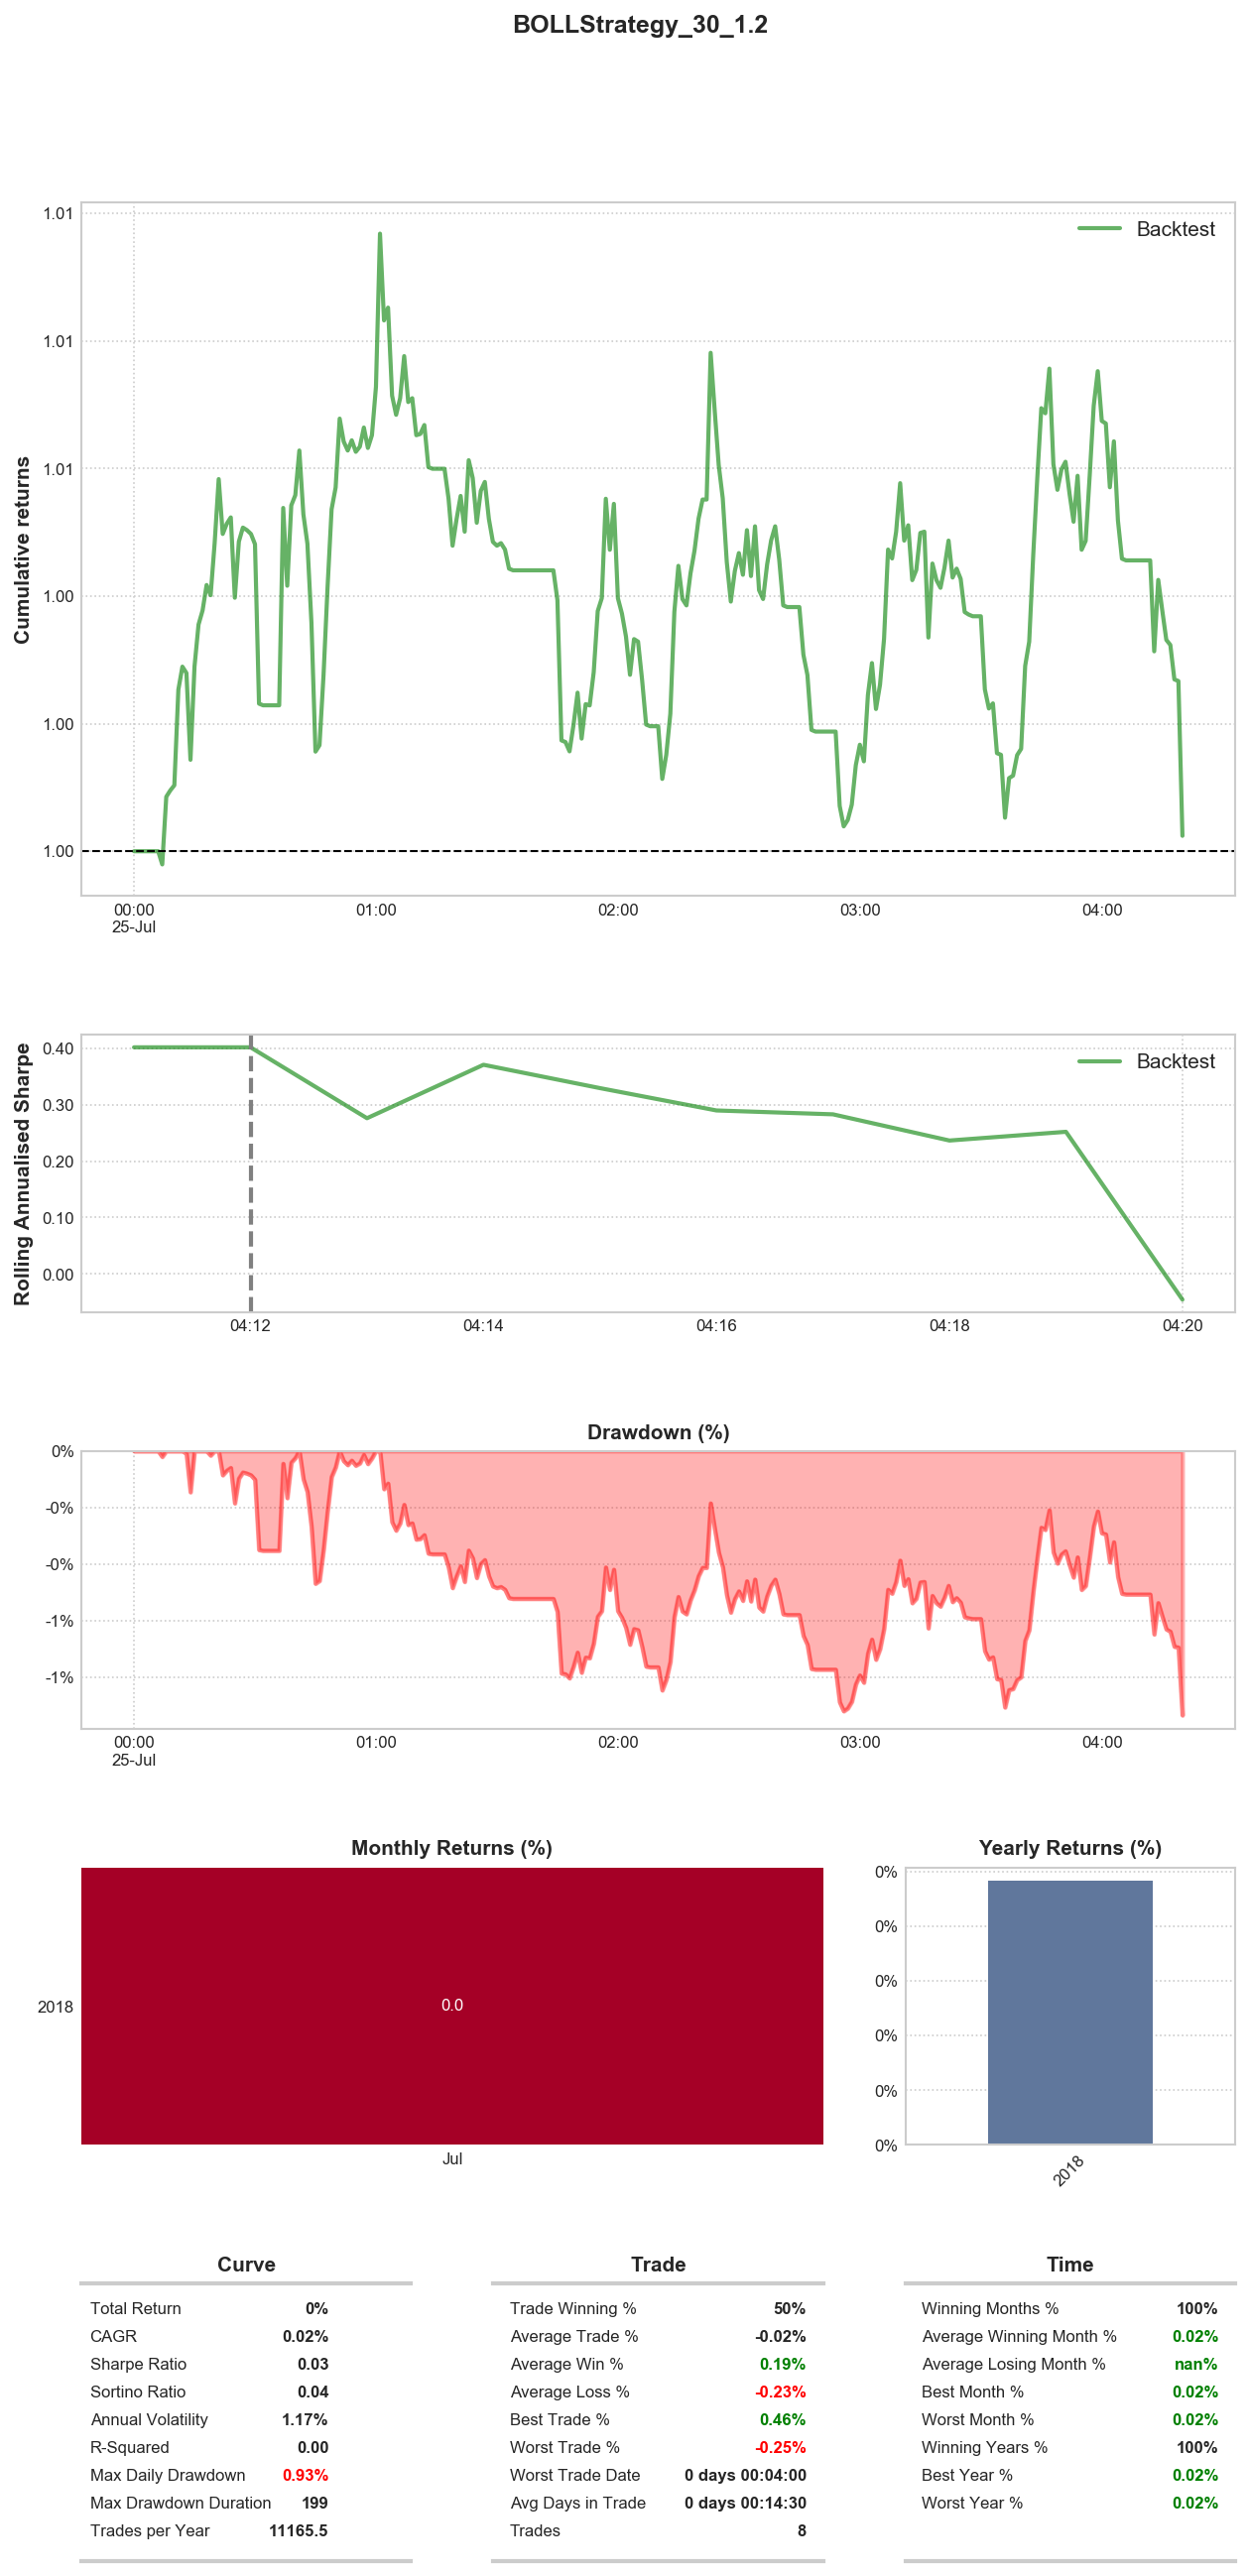 BOLLStrategy_30_1.2
Cumulative returns
1.01
1.01
1.01
1.00
1.00
1.00
Backtest
00:00 01:00 02:00 03:00 04:00
25-Jul
Rolling Annualised Sharpe
0.40
0.30
0.20
0.10
0.00
Backtest
04:12 04:14 04:16 04:18 04:20
Drawdown (%)
0%
-0%
-0%
-1%
-1%
00:00 01:00 02:00 03:00 04:00
25-Jul
Monthly Returns (%)
2018
0.0
Jul
Yearly Returns (%)
0%
0%
0%
0%
0%
0%
2018
Curve
Total Return 0%
CAGR 0.02%
Sharpe Ratio 0.03
Sortino Ratio 0.04
Annual Volatility 1.17%
R-Squared 0.00
Max Daily Drawdown 0.93%
Max Drawdown Duration 199
Trades per Year 11165.5
Trade
Trade Winning % 50%
Average Trade % -0.02%
Average Win % 0.19%
Average Loss % -0.23%
Best Trade % 0.46%
Worst Trade % -0.25%
Worst Trade Date 0 days 00:04:00
Avg Days in Trade 0 days 00:14:30
Trades 8
Time
Winning Months % 100%
Average Winning Month % 0.02%
Average Losing Month % nan%
Best Month % 0.02%
Worst Month % 0.02%
Winning Years % 100%
Best Year % 0.02%
Worst Year % 0.02%